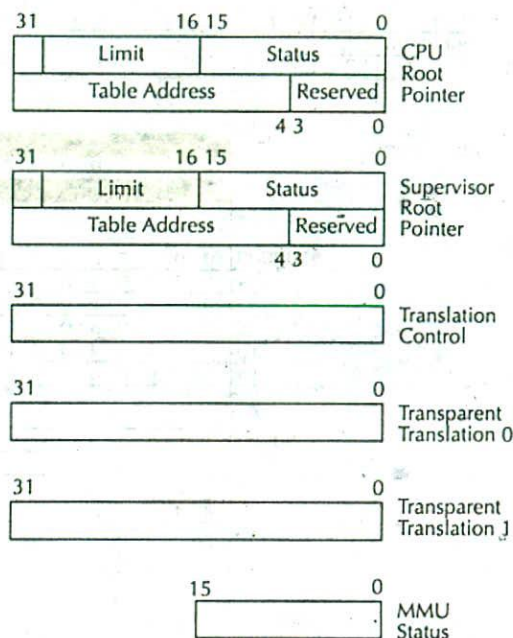 31 16 15 0
Limit Status CPU
Root
Table Address Reserved Pointer
4 3 0
31 16 15 0
Limit Status Supervisor
Root
Table Address Reserved Pointer
4 3 0
31 0
Translation
Control
31 0
Transparent
Translation 0
31 0
Transparent
Translation 1
15 0
MMU
Status